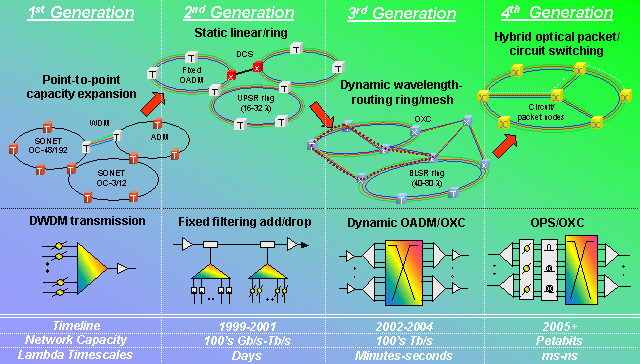 1st Generation
2nd Generation
3rd Generation
4th Generation
Point-to-point
capacity expansion
Static linear/ring
Dynamic wavelength-
routing ring/mesh
Hybrid optical packet/
circuit switching
SONET
OC-48/192
WDM
ADM
SONET
OC-3/12
T
T
T
T
T
T
T
T
T
T
Fixed
OADM
DCS
UPSR ring
(16-32 λ)
T
T
T
T
T
T
T
T
X
X
OXC
BLSR ring
(40-80 λ)
Circuit/
packet nodes
DWDM transmission
Fixed filtering add/drop
Dynamic OADM/OXC
OPS/OXC
Timeline
1999-2001
2002-2004
2005+
Network Capacity
100's Gb/s-Tb/s
100's Tb/s
Petabits
Lambda Timescales
Days
Minutes-seconds
ms-ns